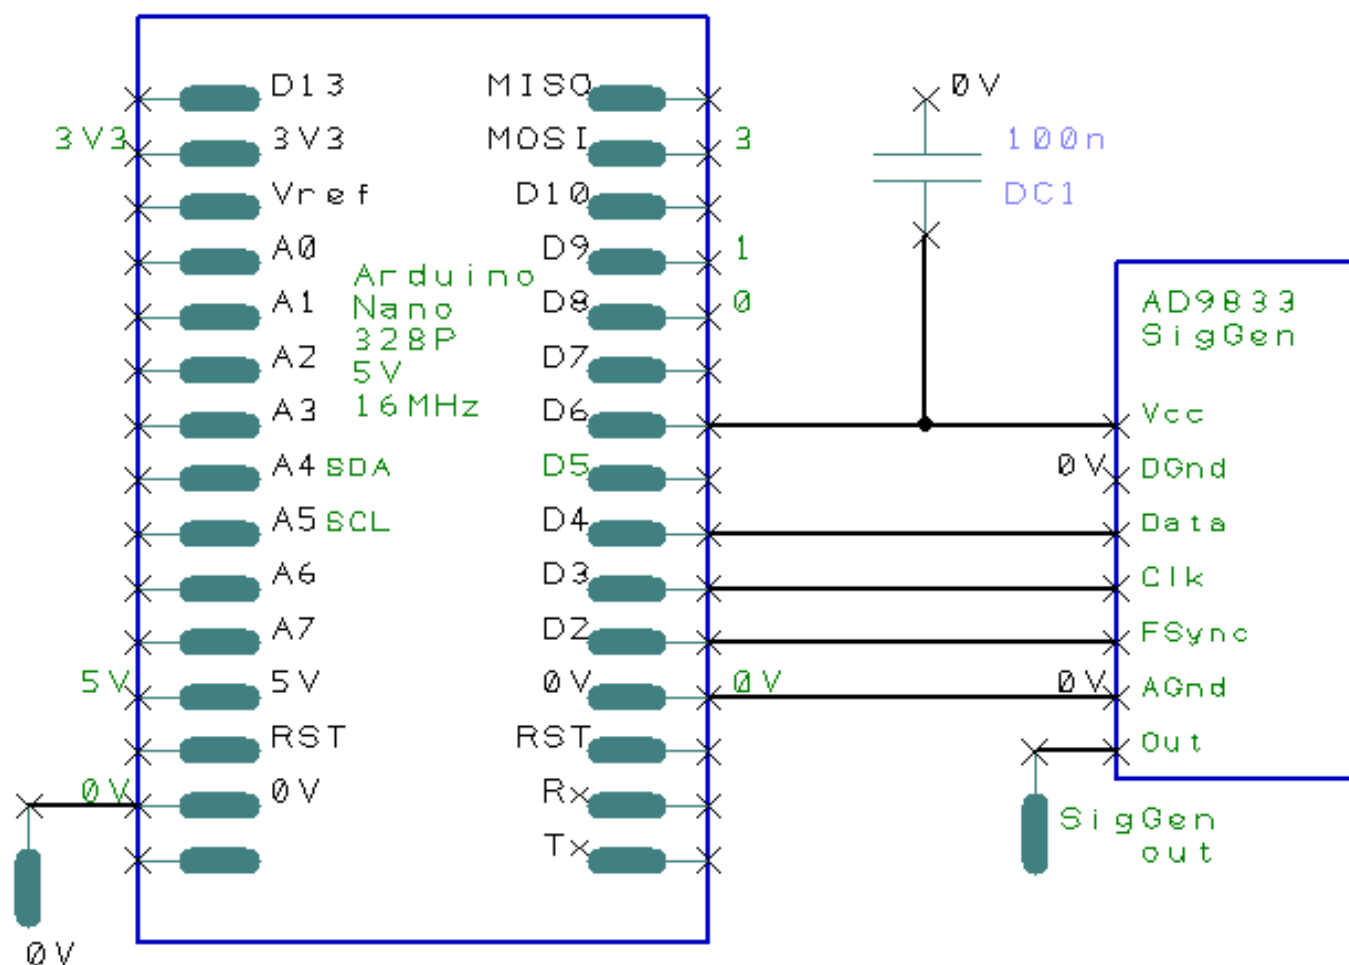 D13
3V3 3V3
Vref
A0
A1
A2
A3
A4 SDA
A5 SCL
A6
A7
5V 5V
RST
0V 0V
0V
Arduino
Nano
328P
5V
16MHz
MISO
MOSI 3
D10
D9 1
D8 0
D7
D6
D5
D4
D3
D2
0V 0V
RST
Rx
Tx
0V
100n
DC1
AD9833
SigGen
Vcc
0V DGnd
Data
Clk
FSync
0V AGnd
Out
SigGen
out